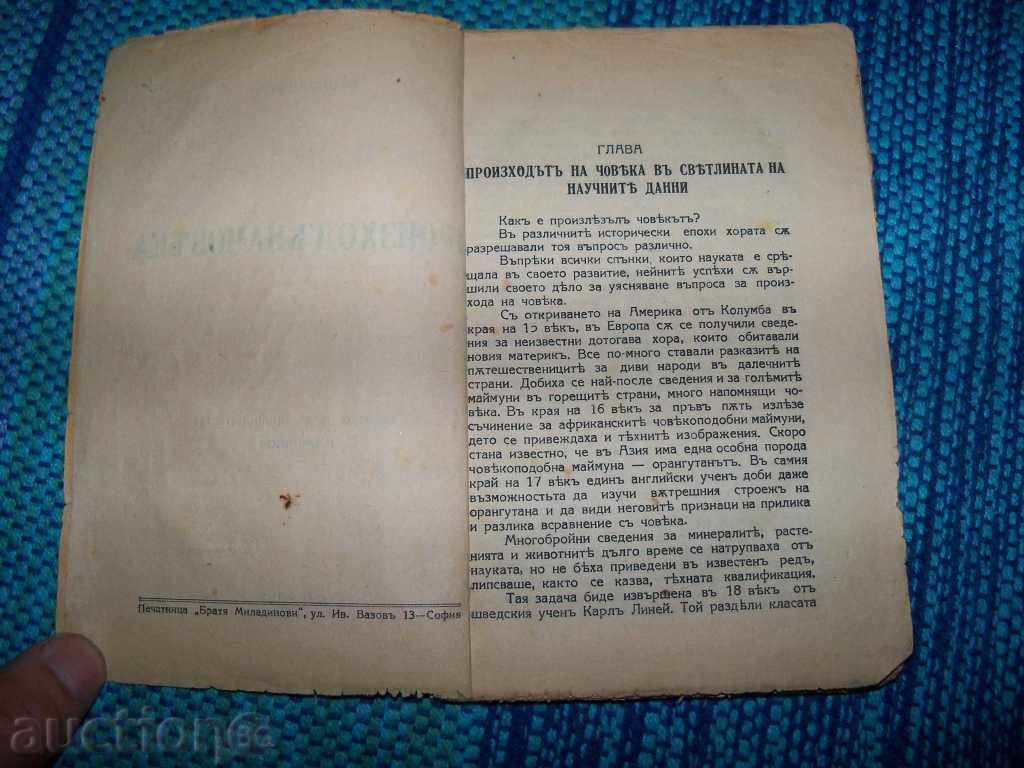 Печатница „Братя Миладинови", ул. Ив. Вазовъ 13—София
ГЛАВА
ПРОИЗХОДЪТЪ НА ЧОВѢКА ВЪ СВѢТЛИНАТА НА
НАУЧНИТѢ ДАННИ
Какъ е произлѣзълъ човѣкътъ?
Въ различнитѣ исторически епохи хората сѫ
разрешавали тоя въпросъ различно.
Въпрѣки всички спънки, които науката е срѣ-
щала въ своето развитие, нейнитѣ успѣхи сѫ вър-
шили своето дѣло за уясняване въпроса за произ-
хода на човѣка.
Съ откриването на Америка отъ Колумба въ
края на 15 вѣкъ, въ Европа сѫ се получили сведе-
ния за неизвестни дотогава хора, които обитавали
новия материкъ. Все по-много ставали разказитѣ на
пѫтешественицитѣ за диви народи въ далечнитѣ
страни. Добиха се най-после сведения и за голѣмитѣ
маймуни въ горещитѣ страни, много напомнящи чо-
вѣка. Въ края на 16 вѣкъ за пръвъ пѫть излѣзе
съчинение за африканскитѣ човѣкоподобни маймуни,
дето се привеждаха и тѣхнитѣ изображения. Скоро
стана известно, че въ Азия има една особна порода
човѣкоподобна маймуна — орангутанътъ. Въ самия
край на 17 вѣкъ единъ английски ученъ доби даже
възможностьта да изучи вѫтрешния строежъ на
орангутана и да види неговитѣ признаци на прилика
и разлика всравнение съ човѣка.
Многобройни сведения за минералитѣ, расте-
нията и животнитѣ дълго време се натрупваха отъ
науката, но не бѣха приведени въ известенъ редъ,
липсваше, както се казва, тѣхната квалификация.
Тая задача биде извършена въ 18 вѣкъ отъ
шведския ученъ Карлъ Линей. Той раздѣли класата
auction.bg